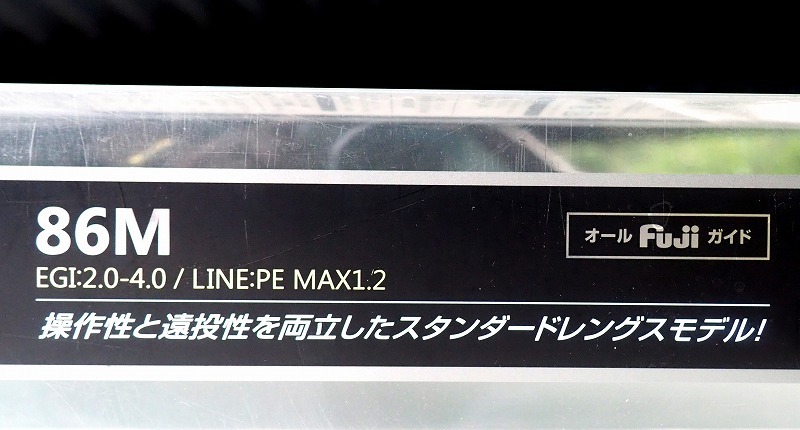 86M
オール Fuji ガイド
EGI:2.0-4.0 / LINE:PE MAX1.2
操作性と遠投性を両立したスタンダードレングスモデル!